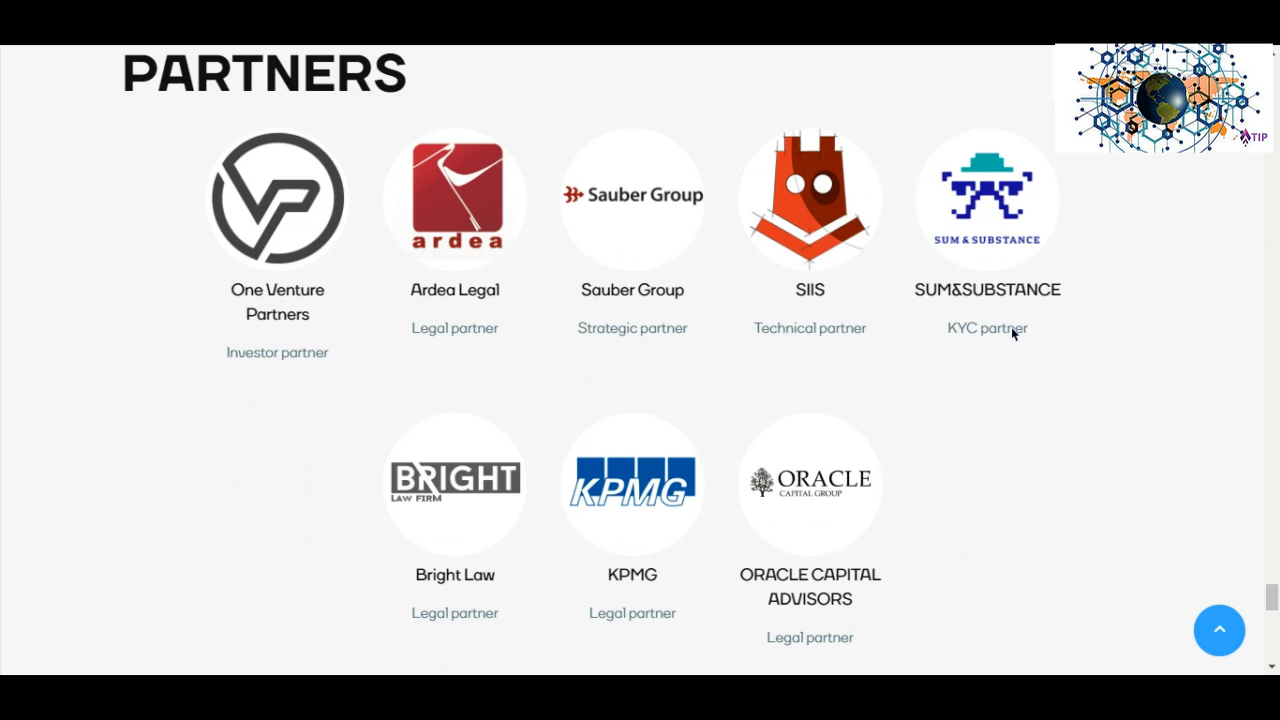 PARTNERS
TIP
VP
ardea
Sauber Group
SUM & SUBSTANCE
One Venture
Partners
Ardea Legal
Sauber Group
SIIS
SUM&SUBSTANCE
Investor partner
Legal partner
Strategic partner
Technical partner
KYC partner
BRIGHT
LAW FIRM
KPMG
ORACLE
CAPITAL GROUP
Bright Law
KPMG
ORACLE CAPITAL
ADVISORS
Legal partner
Legal partner
Legal partner